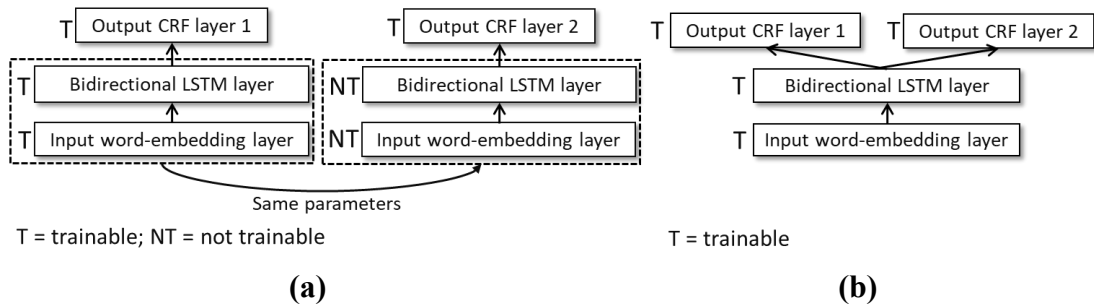 T Output CRF layer 1
T Bidirectional LSTM layer
T Input word-embedding layer
T Output CRF layer 2
NT Bidirectional LSTM layer
NT Input word-embedding layer
Same parameters
T = trainable; NT = not trainable
(a)
T Output CRF layer 1
T Output CRF layer 2
T Bidirectional LSTM layer
T Input word-embedding layer
T = trainable
(b)